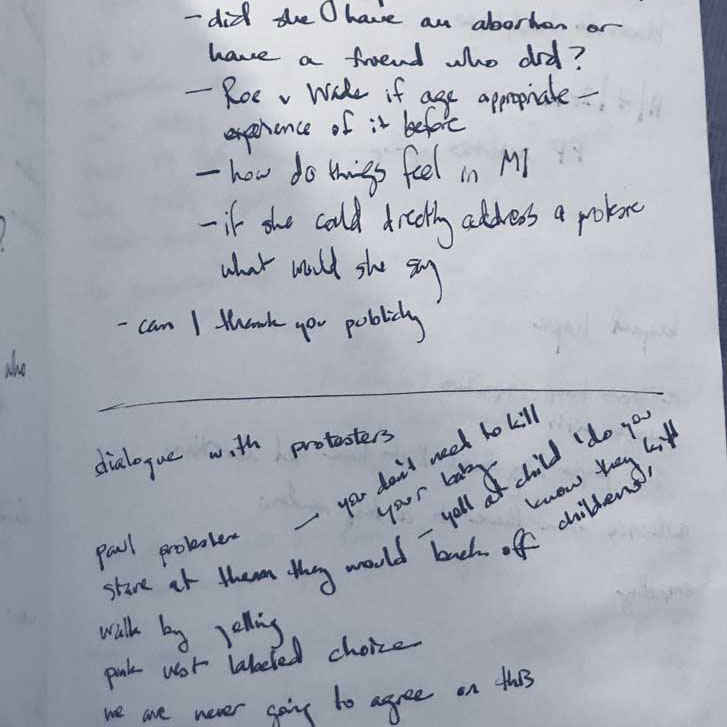 - did she / have an abortion or
have a friend who did?
- Roe v Wade if age appropriate -
experience of it before
- how do things feel in MI
- if she could directly address a protester
what would she say
- can I thank you publicly
?
who
dialogue with protesters
- you don't need to kill
your baby
paul protesters
- yell at child 'do you
know they kill
children'
stare at them they would back off
walk by yelling
pink vest labeled choice
we are never going to agree on this